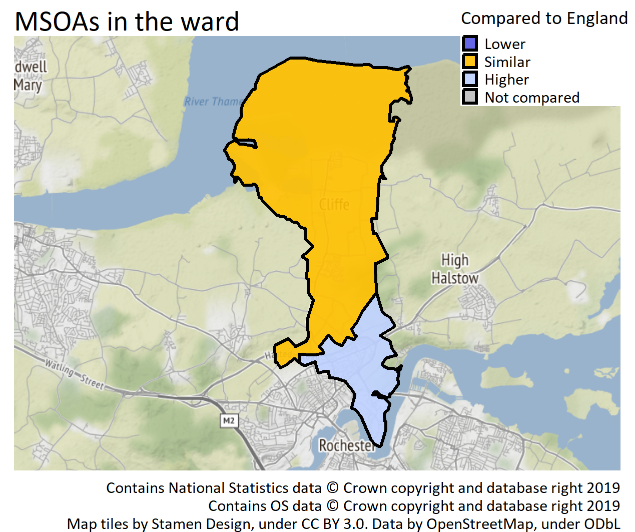 MSOAs in the ward
Compared to England
Lower
Similar
Higher
Not compared
dwell
Mary
River Tham
Cliffe
High
Halstow
Watling-Street
M2
Rochester
Contains National Statistics data © Crown copyright and database right 2019
Contains OS data © Crown copyright and database right 2019
Map tiles by Stamen Design, under CC BY 3.0. Data by OpenStreetMap, under ODbL